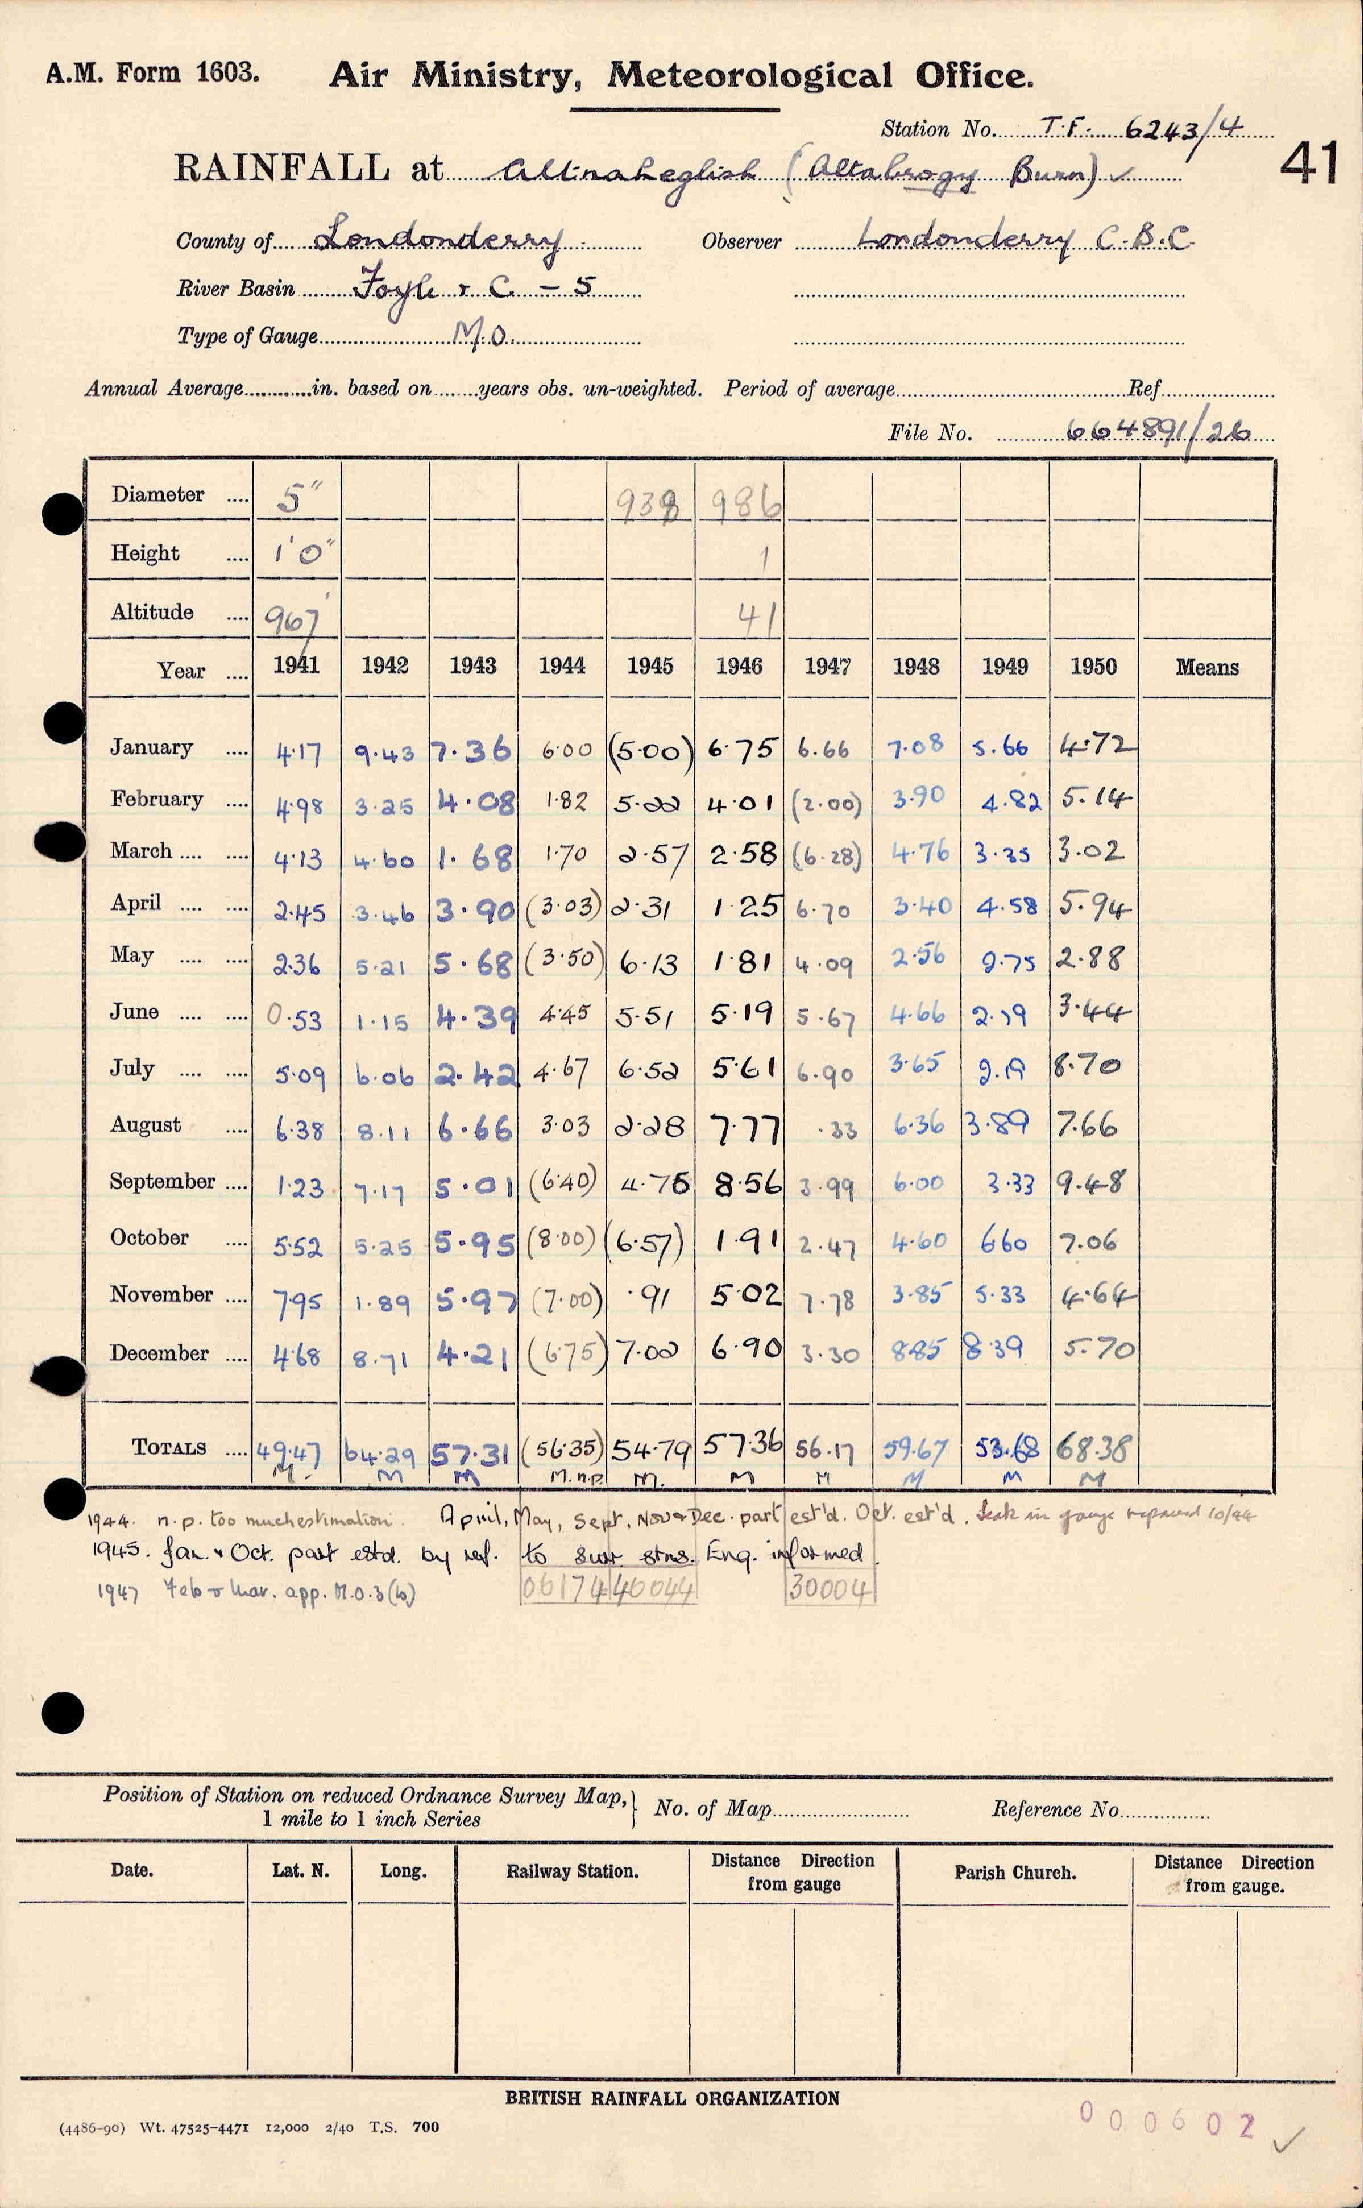 A.M. Form 1603. Air Ministry, Meteorological Office.
Station No. T.F. 6243/4
41
RAINFALL at Altnaheglish (Altabrogy Burn) ✓
County of Londonderry Observer Londonderry C.B.C.
River Basin Foyle & C. – 5
Type of Gauge M.O.
Annual Average............in. based on.......years obs. un-weighted. Period of average............Ref............
File No. 664891/26
Diameter .... 5" 938 986
Height .... 1'0" 1
Altitude .... 967' 41
Year .... 1941 1942 1943 1944 1945 1946 1947 1948 1949 1950 Means
January .... 4.17 9.43 7.36 6.00 (5.00) 6.75 6.66 7.08 5.66 4.72
February .... 4.98 3.25 4.08 1.82 5.22 4.01 (2.00) 3.90 4.82 5.14
March .... .... 4.13 4.60 1.68 1.70 2.57 2.58 (6.28) 4.76 3.35 3.02
April .... .... 2.45 3.46 3.90 (3.03) 2.31 1.25 6.70 3.40 4.58 5.94
May .... .... 2.36 5.21 5.68 (3.50) 6.13 1.81 4.09 2.56 2.75 2.88
June .... .... 0.53 1.15 4.39 4.45 5.51 5.19 5.67 4.66 2.79 3.44
July .... .... 5.09 6.06 2.42 4.67 6.52 5.61 6.90 3.65 2.19 8.70
August .... 6.38 8.11 6.66 3.03 2.28 7.77 .33 6.36 3.89 7.66
September .... 1.23 7.17 5.01 (6.40) 4.75 8.56 3.99 6.00 3.33 9.48
October .... 5.52 5.25 5.95 (8.00) (6.57) 1.91 2.47 4.60 6.60 7.06
November .... 7.95 1.89 5.97 (7.00) .91 5.02 7.78 3.85 5.33 4.64
December .... 4.68 8.71 4.21 (6.75) 7.02 6.90 3.30 8.85 8.39 5.70
TOTALS .... 49.47 64.29 57.31 (56.35) 54.79 57.36 56.17 59.67 53.68 68.38
M. M M M.n.p. M. M M M M M
1944. n.p. too much estimation. April, May, Sept, Nov & Dec. part est'd. Oct. est'd. Leak in gauge repaired 10/44
1945. Jan. & Oct. part estd. by ref. to surr. stns. Eng. informed.
1947 Feb & Mar. app. M.O.3(b) 06174 46044 30004
Position of Station on reduced Ordnance Survey Map, 1 mile to 1 inch Series } No. of Map............ Reference No............
Date. Lat. N. Long. Railway Station. Distance Direction from gauge Parish Church. Distance Direction from gauge.
BRITISH RAINFALL ORGANIZATION
(4486-90) Wt. 47525-4471 12,000 2/40 T.S. 700
000602 ✓